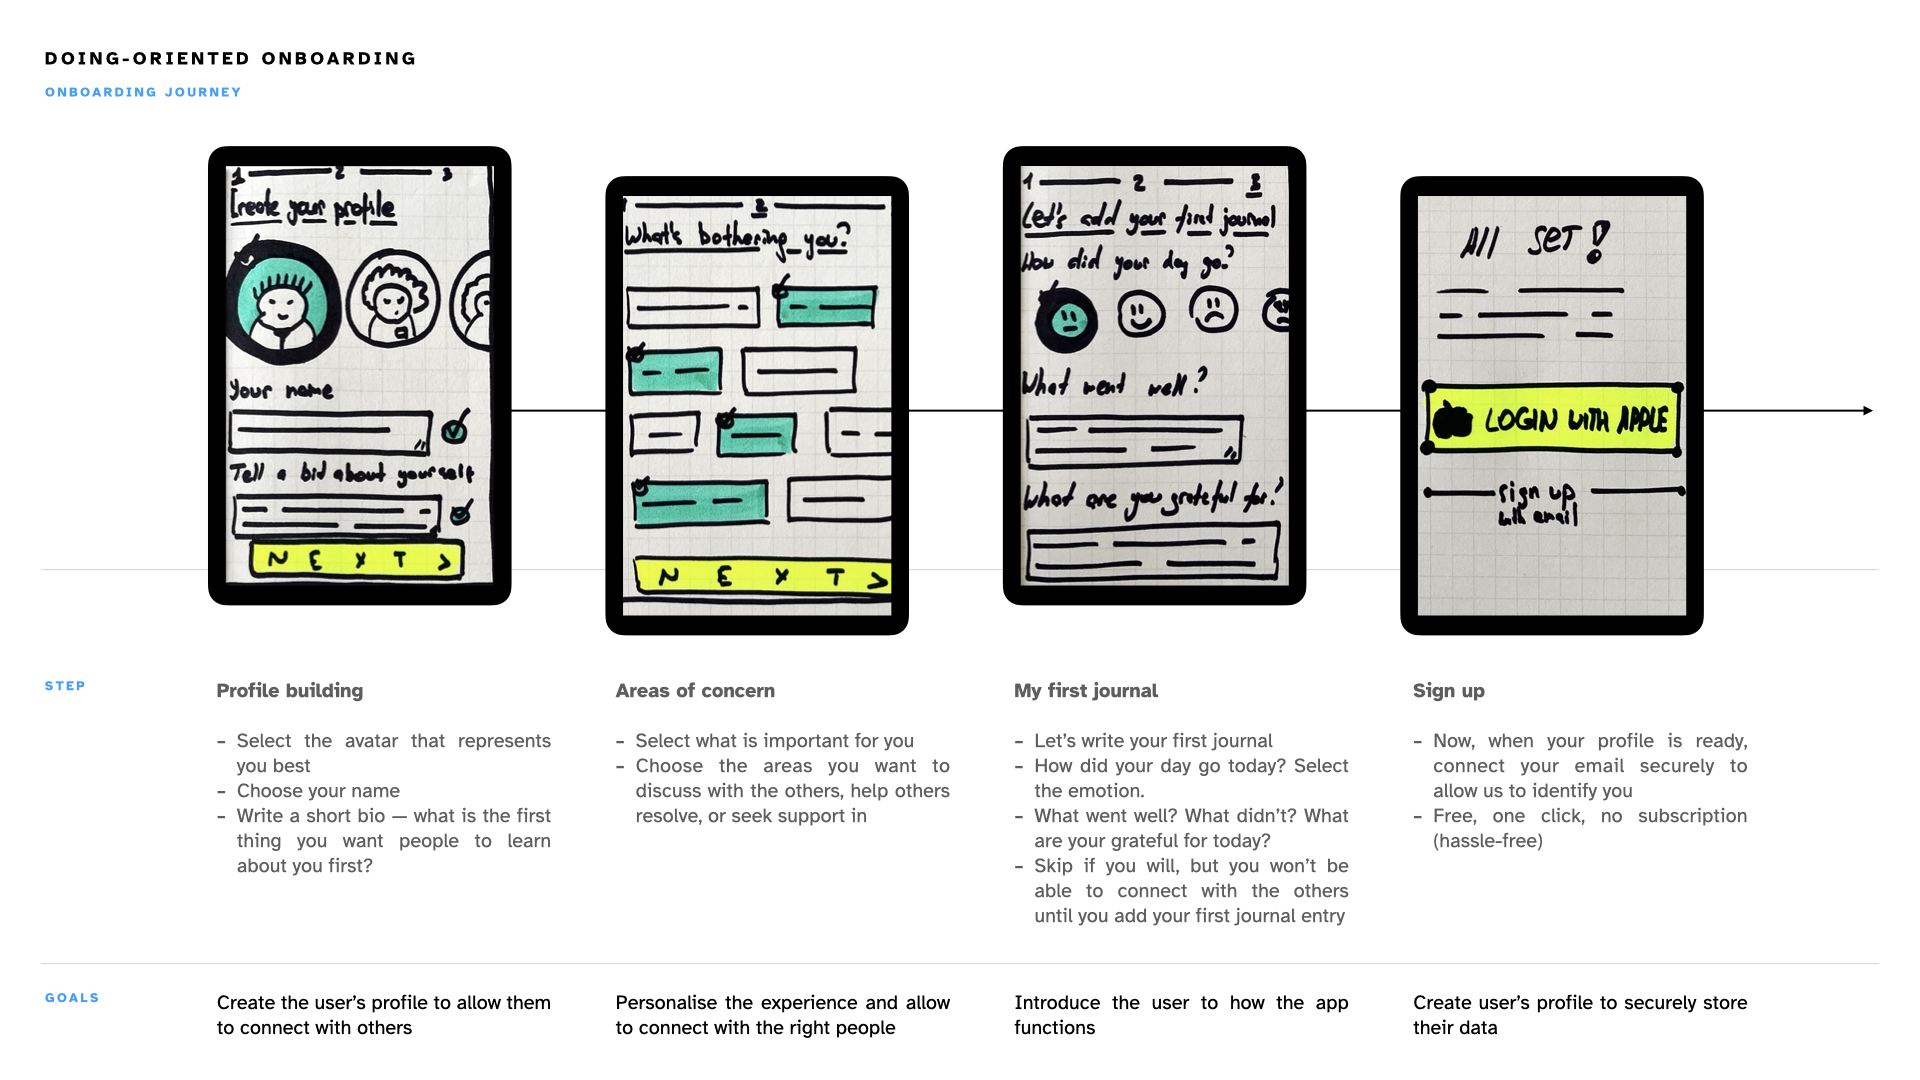 DOING-ORIENTED ONBOARDING
ONBOARDING JOURNEY
1 2 3
Create your profile
Your name
Tell a bid about yourself
NEXT >
2
What's bothering you?
NEXT >
1 2 3
Let's add your first journal
How did your day go?
What went well?
What are you grateful for?
All SET!
LOGIN WITH APPLE
Sign up
with email
STEP
Profile building
– Select the avatar that represents
you best
– Choose your name
– Write a short bio — what is the first
thing you want people to learn
about you first?
Areas of concern
– Select what is important for you
– Choose the areas you want to
discuss with the others, help others
resolve, or seek support in
My first journal
– Let’s write your first journal
– How did your day go today? Select
the emotion.
– What went well? What didn’t? What
are your grateful for today?
– Skip if you will, but you won’t be
able to connect with the others
until you add your first journal entry
Sign up
– Now, when your profile is ready,
connect your email securely to
allow us to identify you
– Free, one click, no subscription
(hassle-free)
GOALS
Create the user’s profile to allow them
to connect with others
Personalise the experience and allow
to connect with the right people
Introduce the user to how the app
functions
Create user’s profile to securely store
their data